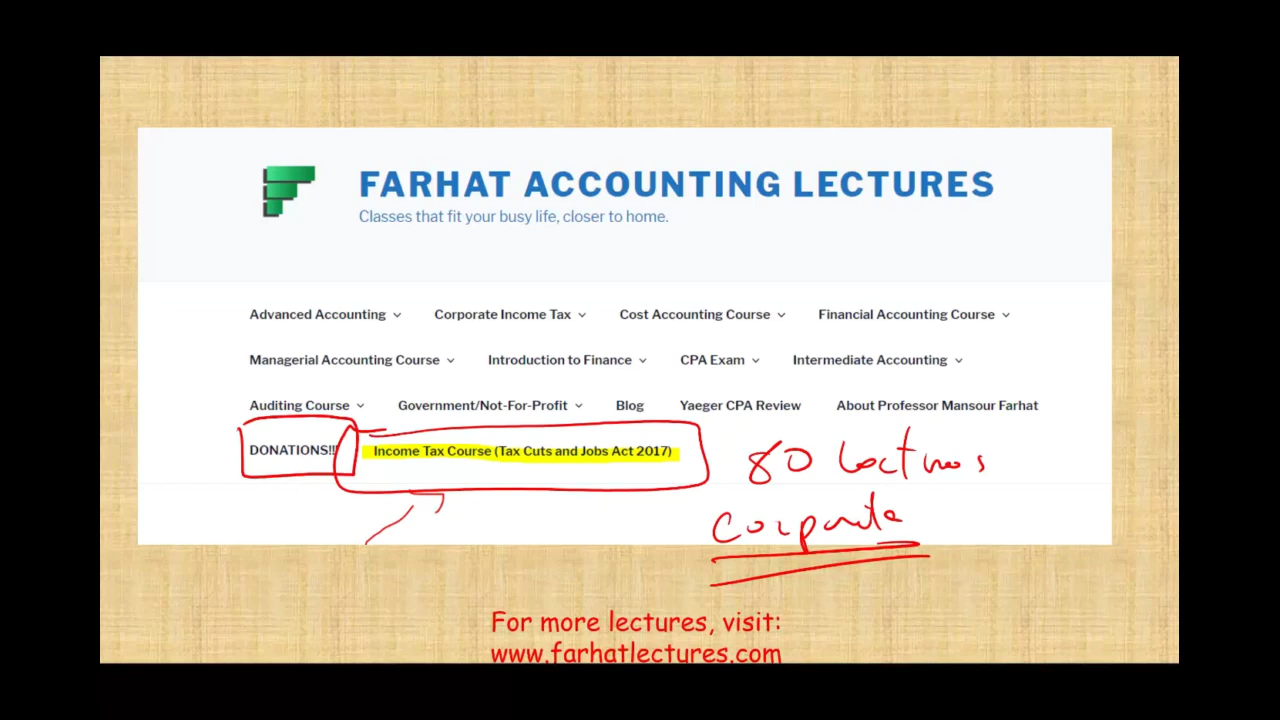 FARHAT ACCOUNTING LECTURES
Classes that fit your busy life, closer to home.
Advanced Accounting Corporate Income Tax Cost Accounting Course Financial Accounting Course
Managerial Accounting Course Introduction to Finance CPA Exam Intermediate Accounting
Auditing Course Government/Not-For-Profit Blog Yaeger CPA Review About Professor Mansour Farhat
DONATIONS!!! Income Tax Course (Tax Cuts and Jobs Act 2017) 80 Lectures
Corporate
For more lectures, visit:
www.farhatlectures.com